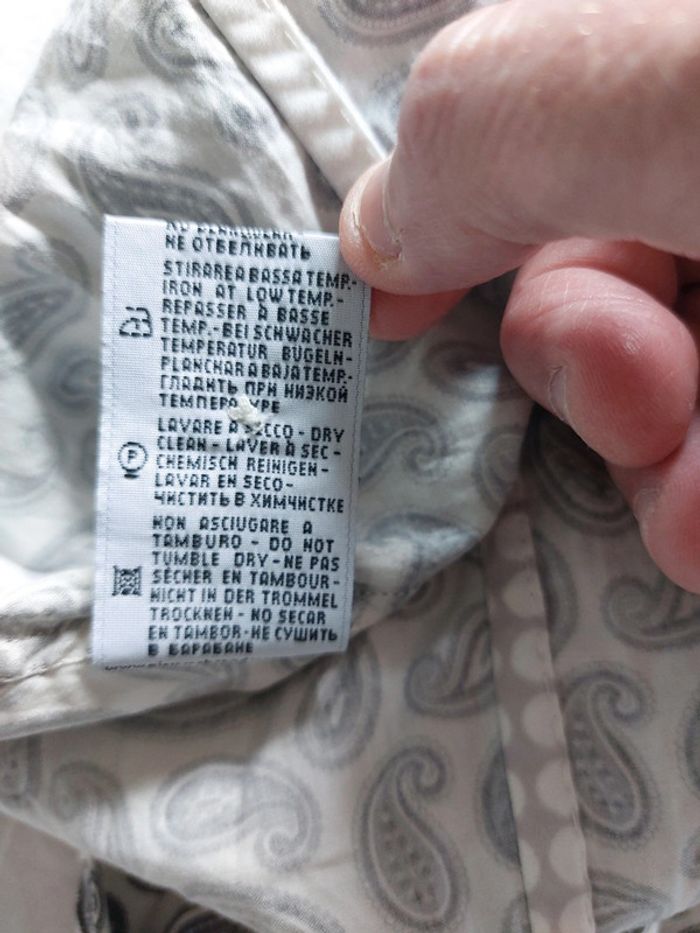 НЕ ОТБЕЛИВАТЬ
STIRARE A BASSA TEMP.-
IRON AT LOW TEMP.-
REPASSER À BASSE
TEMP.-BEI SCHWACHER
TEMPERATUR BUGELN-
PLANCHAR A BAJA TEMP.-
ГЛАДИТЬ ПРИ НИЗКОЙ
ТЕМПЕРАТУРЕ
LAVARE A SECCO - DRY
CLEAN - LAVER À SEC -
CHEMISCH REINIGEN -
LAVAR EN SECO -
ЧИСТИТЬ В ХИМЧИСТКЕ
P
NON ASCIUGARE A
TAMBURO - DO NOT
TUMBLE DRY - NE PAS
SÉCHER EN TAMBOUR -
NICHT IN DER TROMMEL
TROCKNEN - NO SECAR
EN TAMBOR - НЕ СУШИТЬ
В БАРАБАНЕ